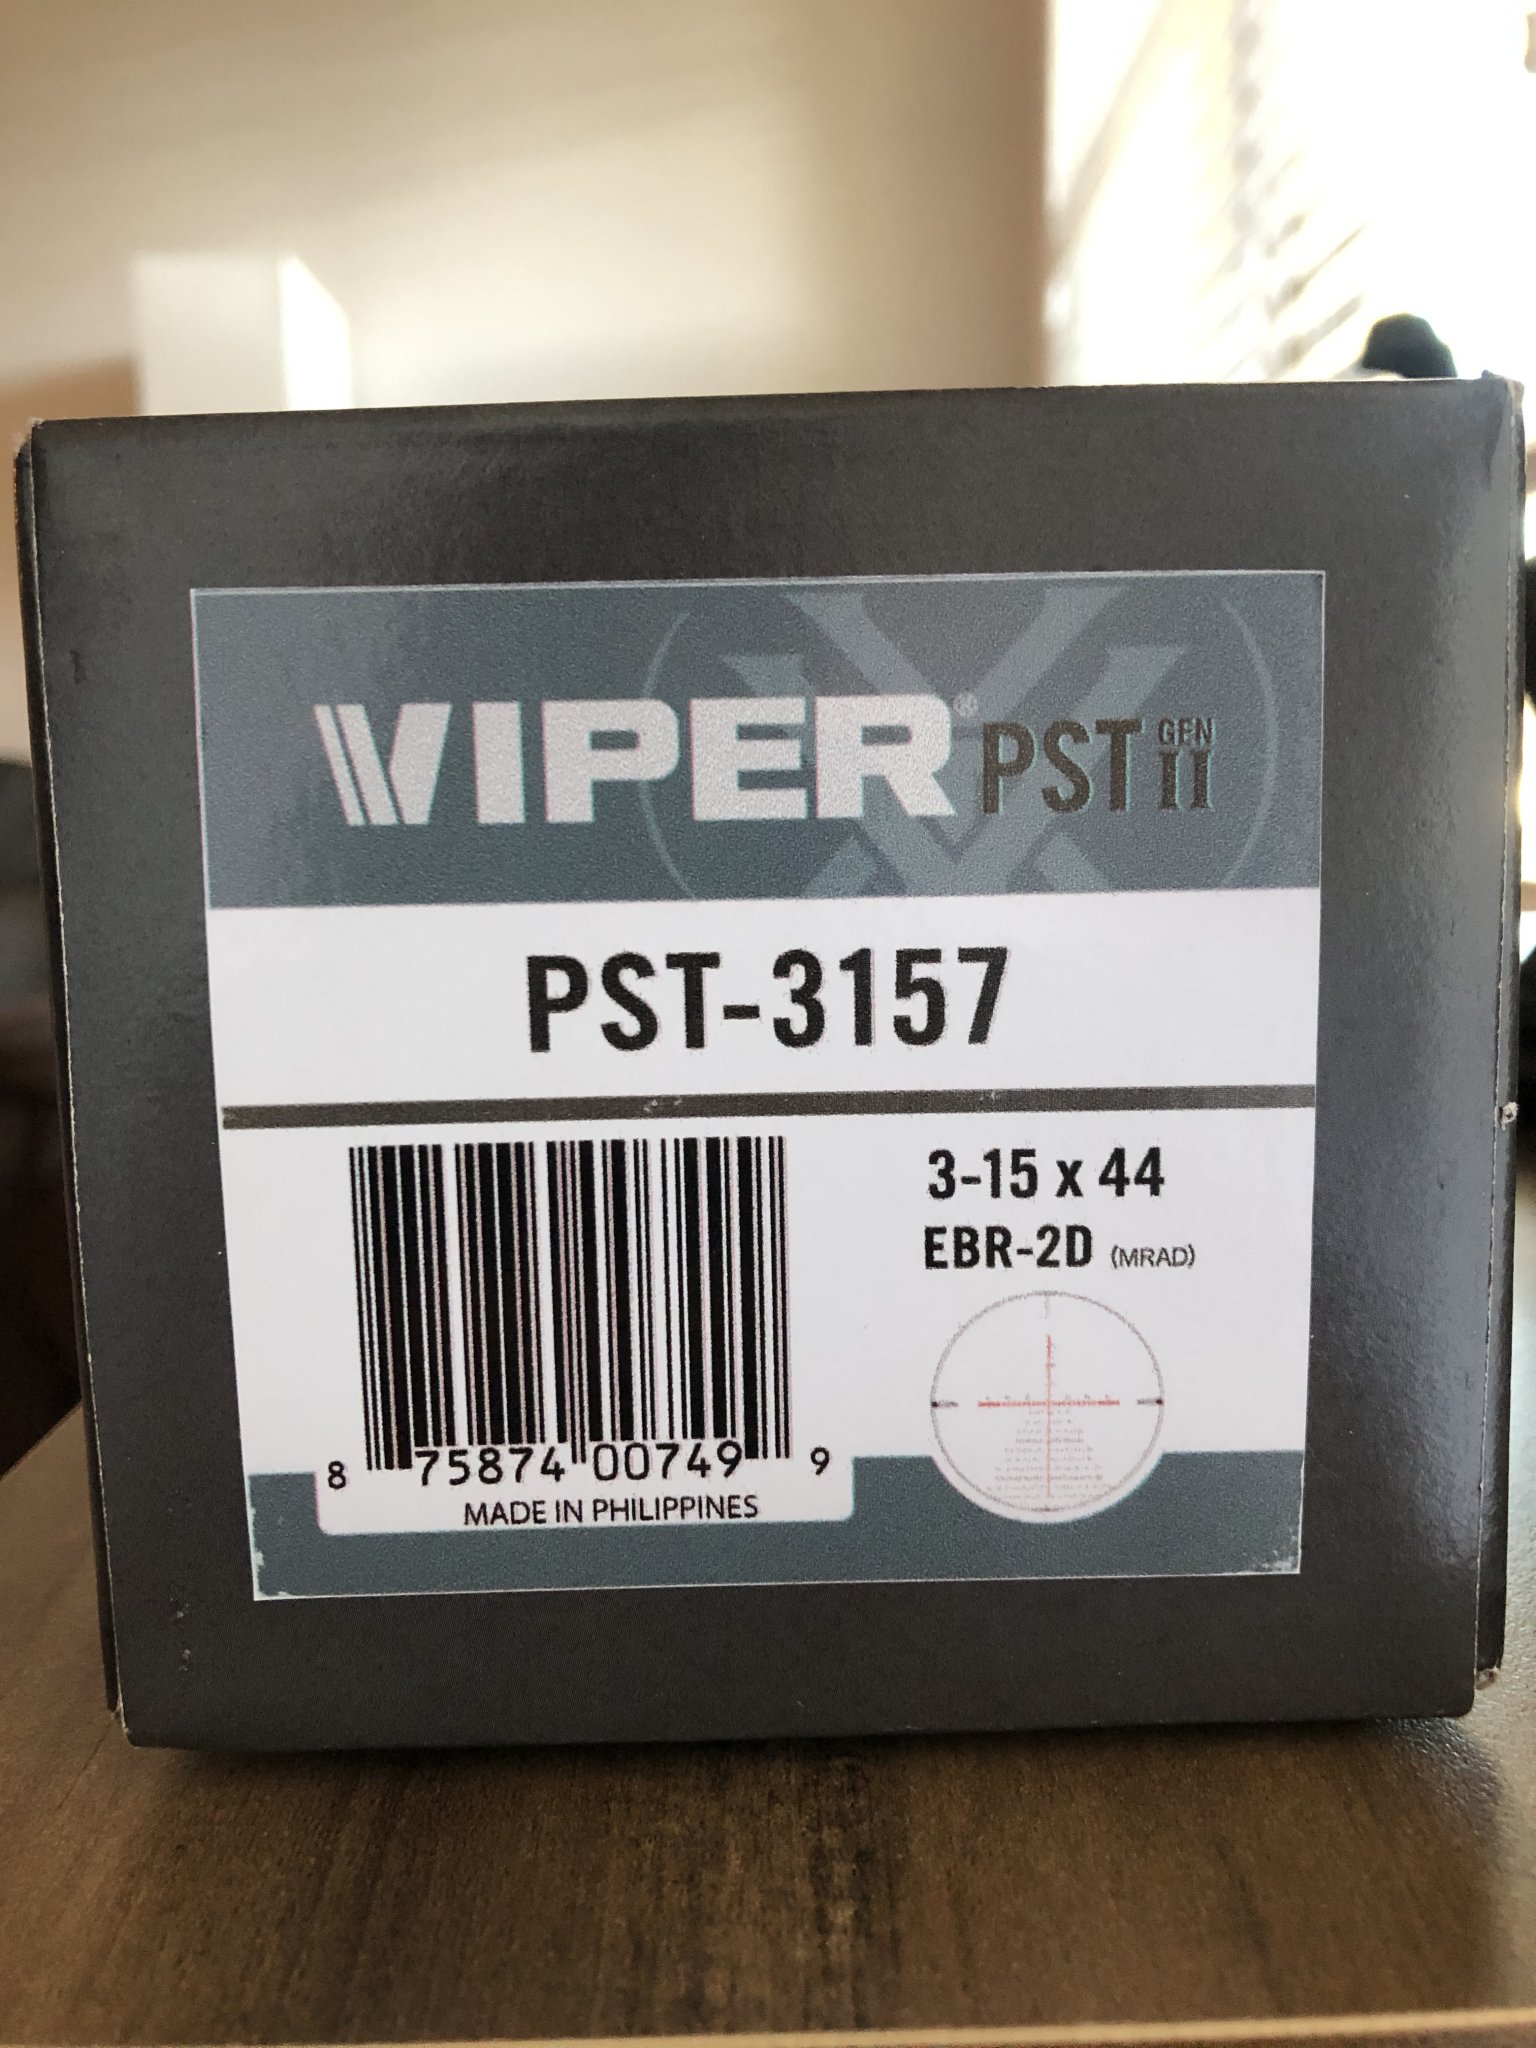 VIPER® PST GEN II
PST-3157
3-15 x 44
EBR-2D (MRAD)
8 75874 00749 9
MADE IN PHILIPPINES